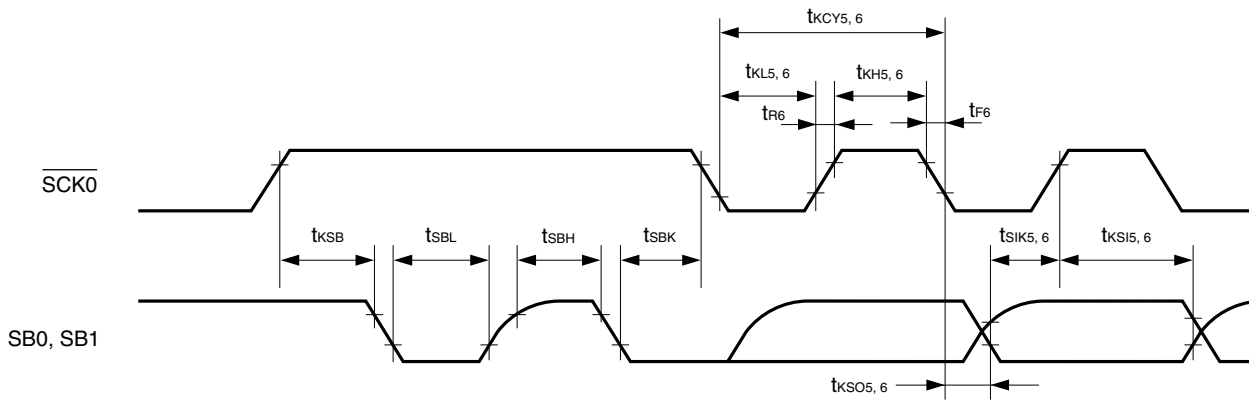 tKCY5, 6
tKL5, 6
tKH5, 6
tR6
tF6
SCK0
tKSB
tSBL
tSBH
tSBK
tSIK5, 6
tKSI5, 6
SB0, SB1
tKSO5, 6